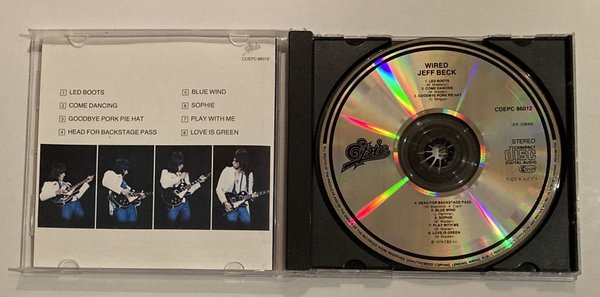 Epic
CDEPC 86012
1 LED BOOTS
2 COME DANCING
3 GOODBYE PORK PIE HAT
4 HEAD FOR BACKSTAGE PASS
5 BLUE WIND
6 SOPHIE
7 PLAY WITH ME
8 LOVE IS GREEN
WIRED
JEFF BECK
1. LED BOOTS
2. COME DANCING
3. GOODBYE PORK PIE HAT
CDEPC 86012
Epic
STEREO
COMPACT
disc
DIGITAL AUDIO
4. HEAD FOR BACKSTAGE PASS
5. BLUE WIND
6. SOPHIE
7. PLAY WITH ME
8. LOVE IS GREEN